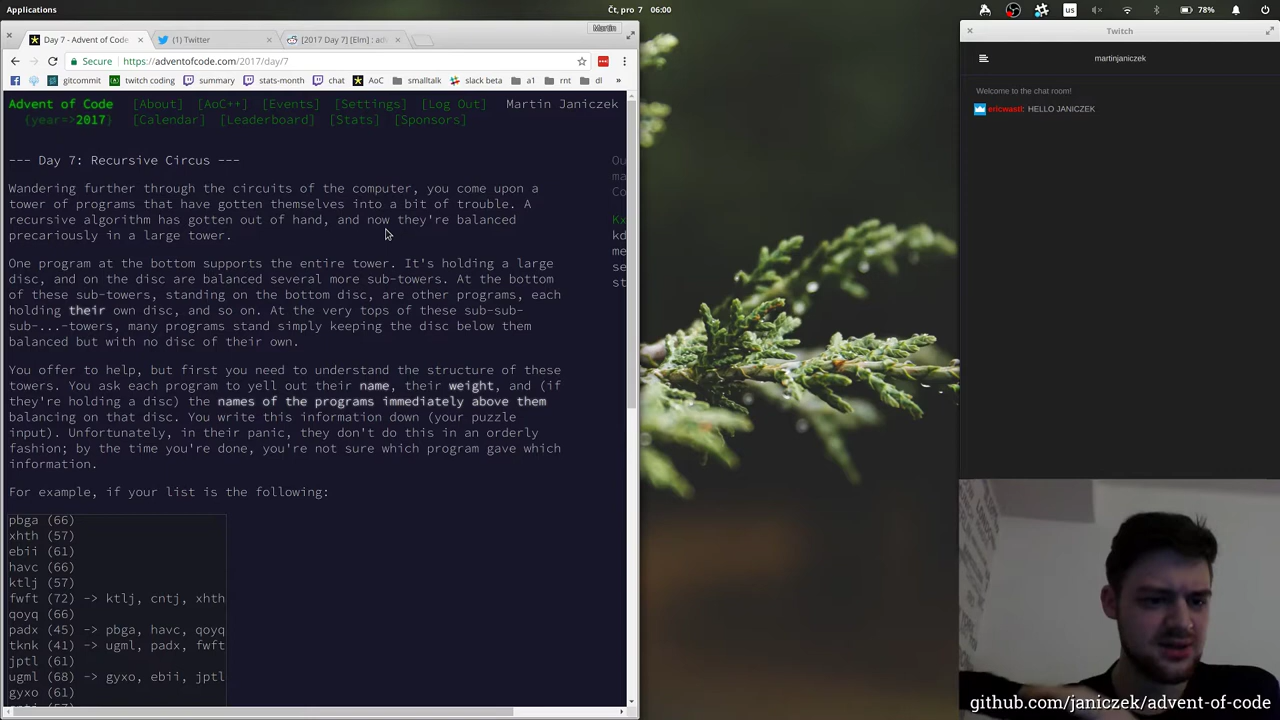 Applications
Čt, pro 7 06:00
us
78%
Martin
Day 7 - Advent of Code
(1) Twitter
[2017 Day 7] [Elm] : adv
Secure
https://adventofcode.com/2017/day/7
gitcommit
twitch coding
summary
stats-month
chat
AoC
smalltalk
slack beta
a1
rnt
dl
»
Advent of Code [About] [AoC++] [Events] [Settings] [Log Out] Martin Janiczek
{year=>2017} [Calendar] [Leaderboard] [Stats] [Sponsors]
--- Day 7: Recursive Circus ---
Wandering further through the circuits of the computer, you come upon a
tower of programs that have gotten themselves into a bit of trouble. A
recursive algorithm has gotten out of hand, and now they're balanced
precariously in a large tower.
One program at the bottom supports the entire tower. It's holding a large
disc, and on the disc are balanced several more sub-towers. At the bottom
of these sub-towers, standing on the bottom disc, are other programs, each
holding their own disc, and so on. At the very tops of these sub-sub-
sub-...-towers, many programs stand simply keeping the disc below them
balanced but with no disc of their own.
You offer to help, but first you need to understand the structure of these
towers. You ask each program to yell out their name, their weight, and (if
they're holding a disc) the names of the programs immediately above them
balancing on that disc. You write this information down (your puzzle
input). Unfortunately, in their panic, they don't do this in an orderly
fashion; by the time you're done, you're not sure which program gave which
information.
For example, if your list is the following:
pbga (66)
xhth (57)
ebii (61)
havc (66)
ktlj (57)
fwft (72) -> ktlj, cntj, xhth
qoyq (66)
padx (45) -> pbga, havc, qoyq
tknk (41) -> ugml, padx, fwft
jptl (61)
ugml (68) -> gyxo, ebii, jptl
gyxo (61)
Ou
ma
Co
Kx
kd
me
se
st
Twitch
martinjaniczek
Welcome to the chat room!
ericwastl: HELLO JANICZEK
github.com/janiczek/advent-of-code